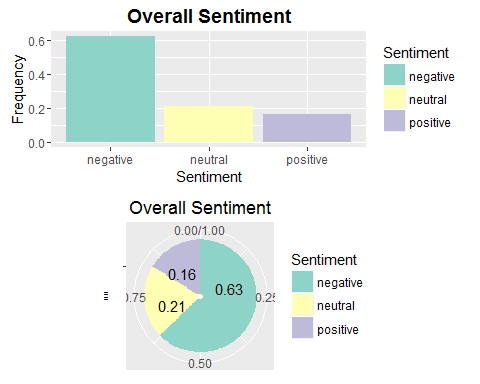 Overall Sentiment
0.6
0.4
0.2
0.0
Frequency
negative
neutral
positive
Sentiment
Sentiment
negative
neutral
positive
Overall Sentiment
0.00/1.00
0.16
0.63
0.75
0.25
0.21
0.50
Sentiment
negative
neutral
positive